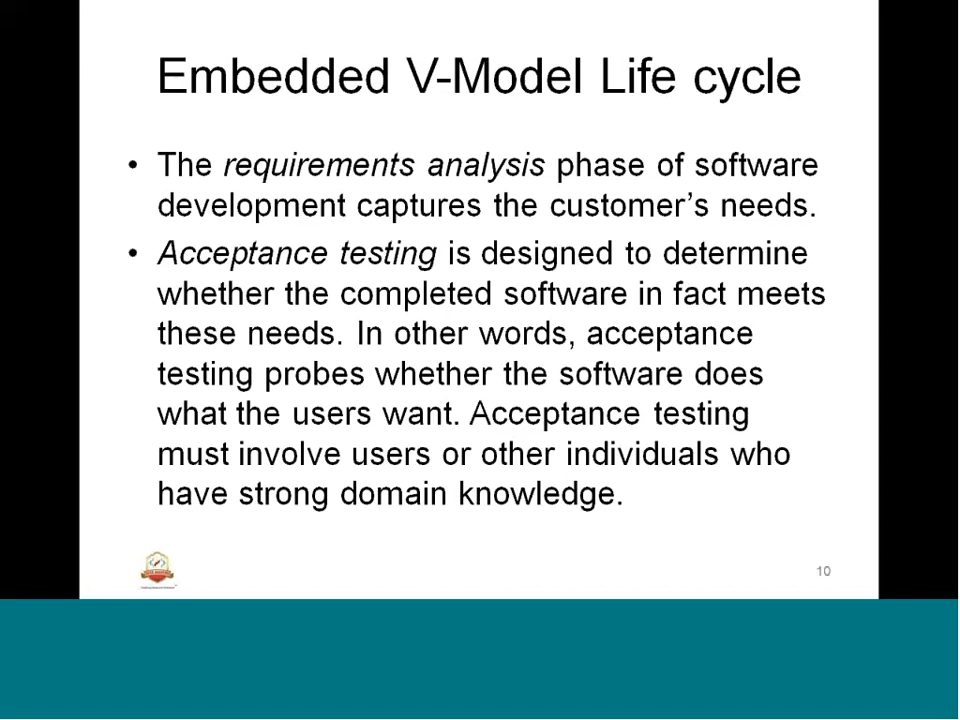 Embedded V-Model Life cycle
• The requirements analysis phase of software
development captures the customer's needs.
• Acceptance testing is designed to determine
whether the completed software in fact meets
these needs. In other words, acceptance
testing probes whether the software does
what the users want. Acceptance testing
must involve users or other individuals who
have strong domain knowledge.
10